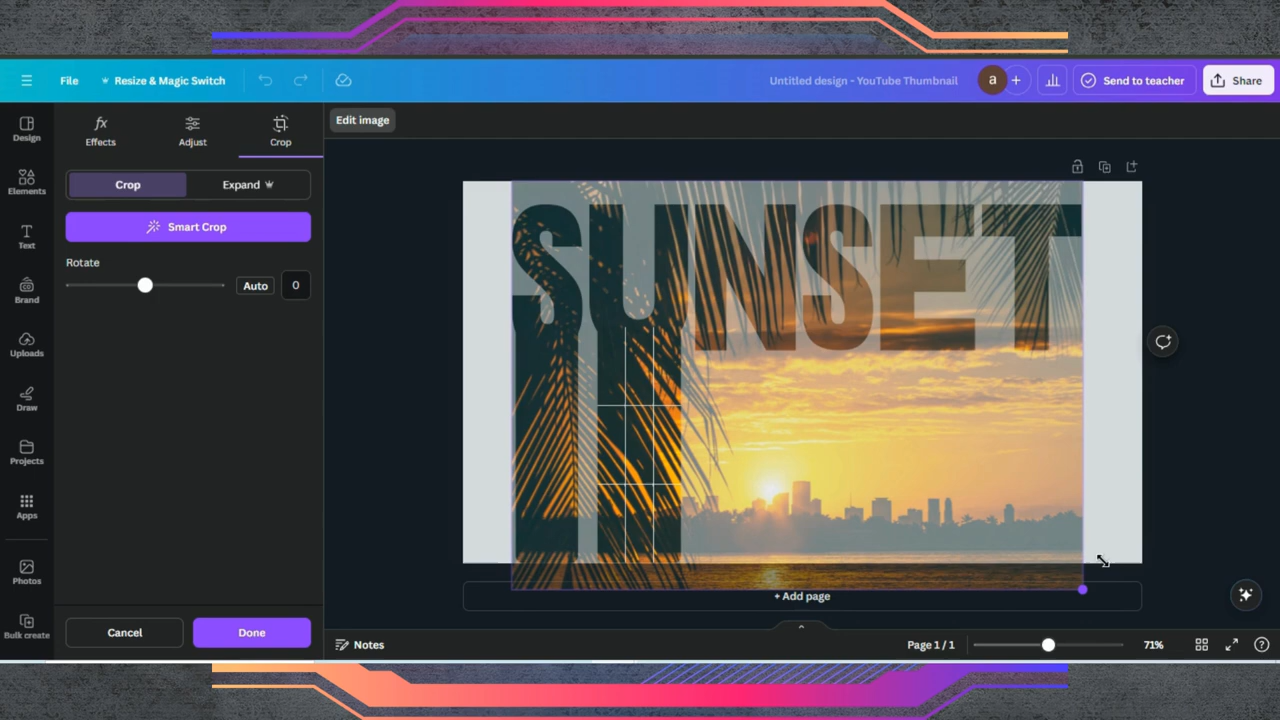 File
Resize & Magic Switch
Untitled design - YouTube Thumbnail
a
+
Send to teacher
Share
Design
Effects
Adjust
Crop
Edit image
Crop
Expand
Elements
Smart Crop
Text
SUNSET
Rotate
Auto
0
Brand
Uploads
Draw
Projects
Apps
Photos
+ Add page
Bulk create
Cancel
Done
Notes
Page 1 / 1
71%